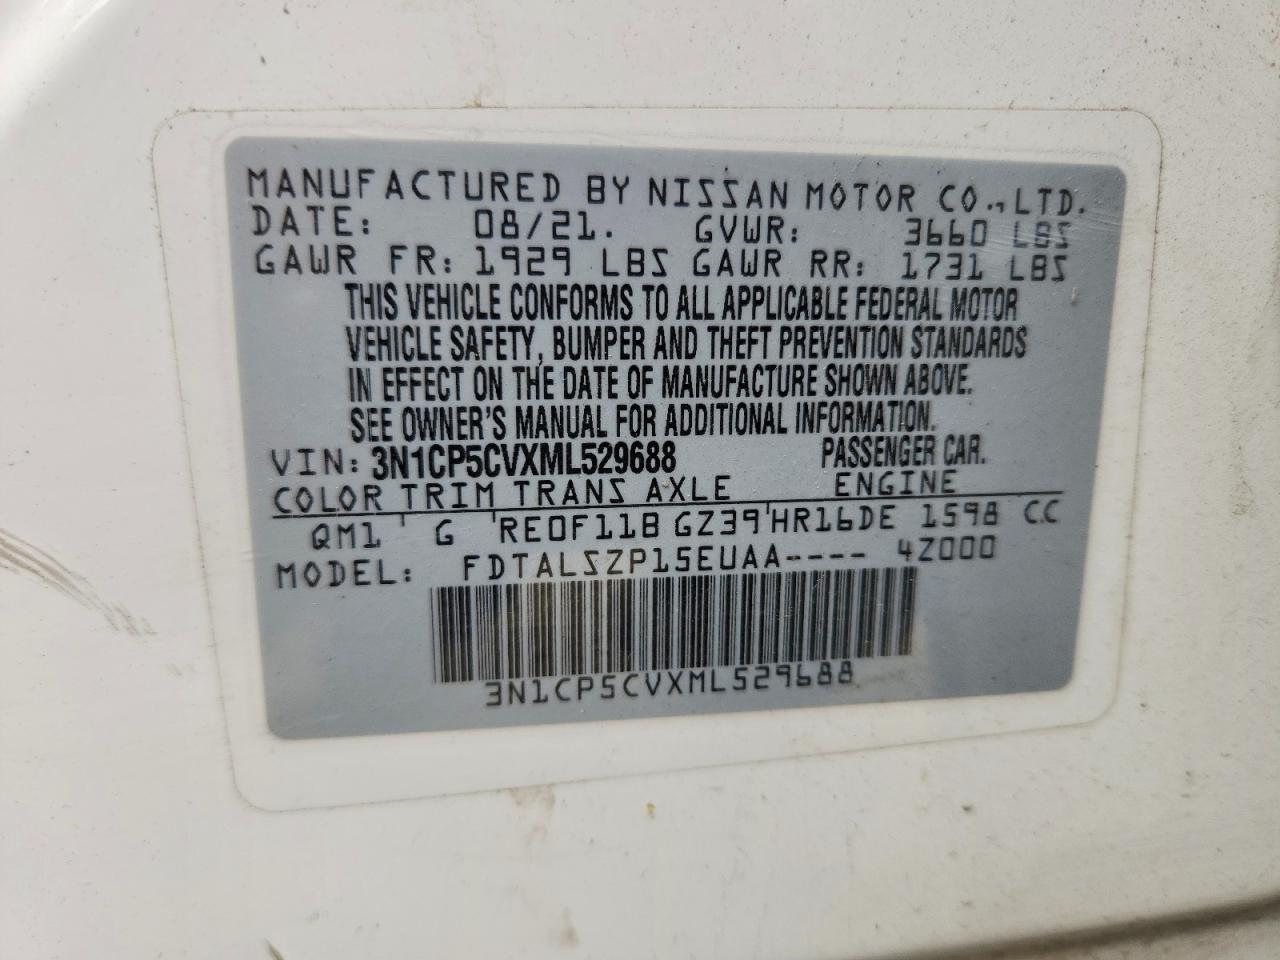 MANUFACTURED BY NISSAN MOTOR CO., LTD.
DATE: 08/21. GVWR: 3660 LBS
GAWR FR: 1929 LBS GAWR RR: 1731 LBS
THIS VEHICLE CONFORMS TO ALL APPLICABLE FEDERAL MOTOR
VEHICLE SAFETY, BUMPER AND THEFT PREVENTION STANDARDS
IN EFFECT ON THE DATE OF MANUFACTURE SHOWN ABOVE.
SEE OWNER'S MANUAL FOR ADDITIONAL INFORMATION.
VIN: 3N1CP5CVXML529688 PASSENGER CAR.
COLOR TRIM TRANS AXLE ENGINE
QM1 ' G 'RE0F11B GZ39'HR16DE 1598 CC
MODEL: FDTALSZP15EUAA---- 4Z000
3N1CP5CVXML529688